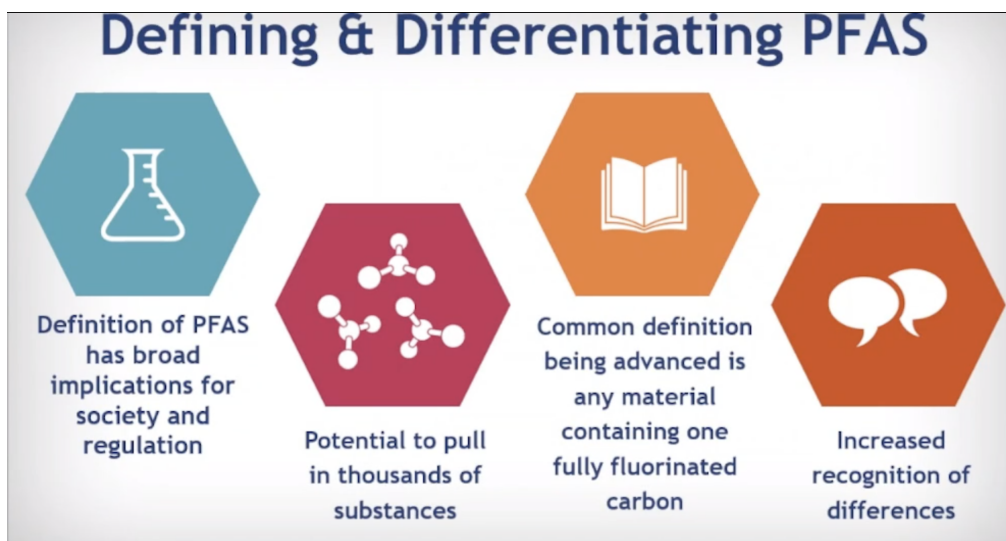 Defining & Differentiating PFAS
Definition of PFAS
has broad
implications for
society and
regulation
Potential to pull
in thousands of
substances
Common definition
being advanced is
any material
containing one
fully fluorinated
carbon
Increased
recognition of
differences